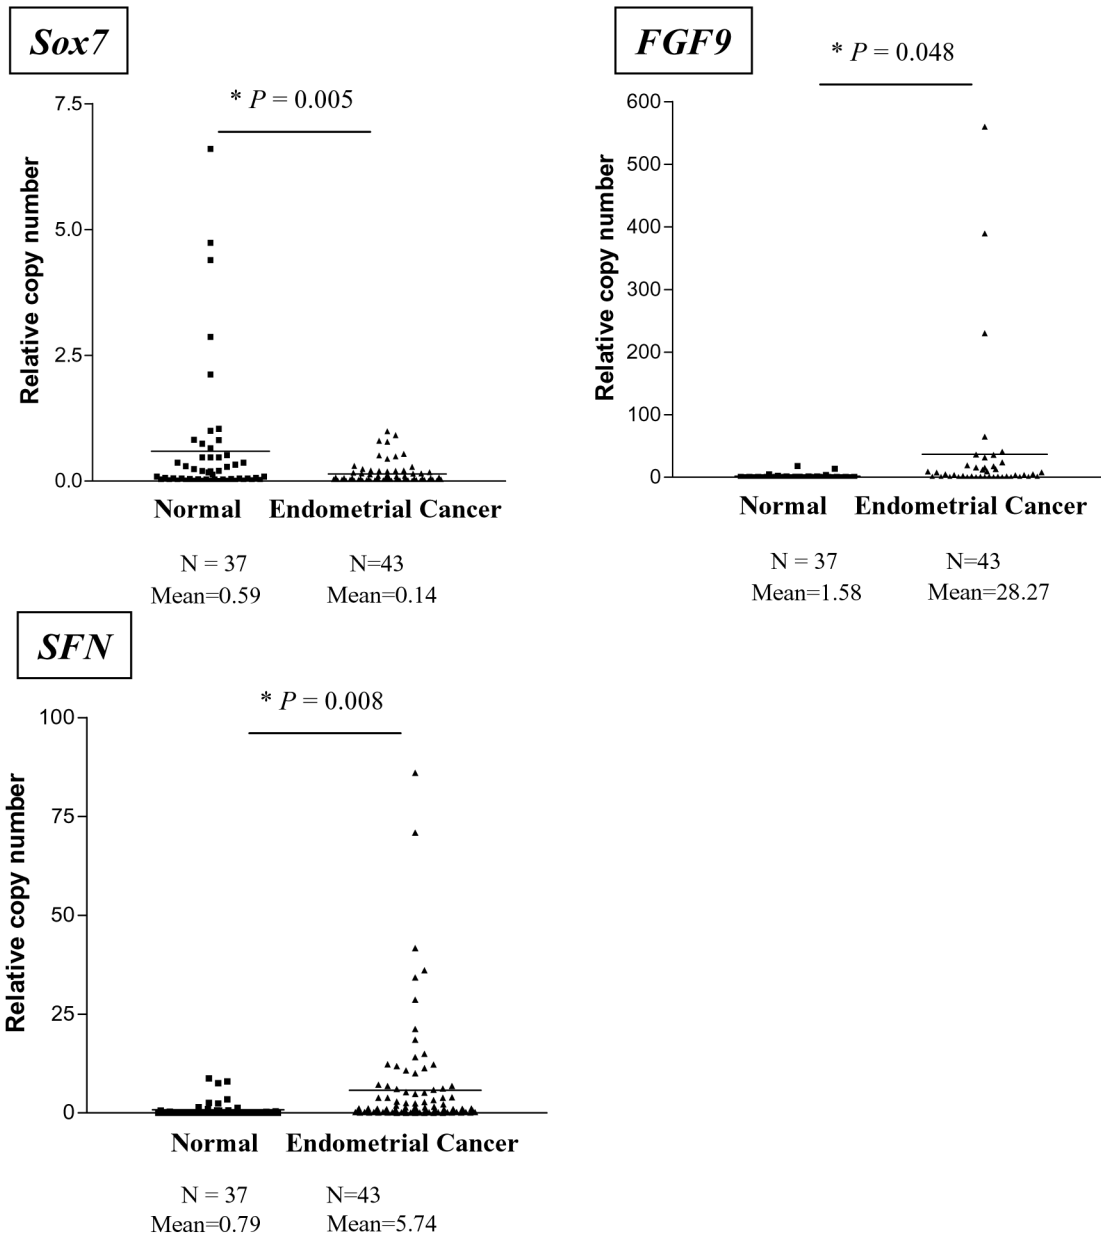 Sox7
* P = 0.005
Relative copy number
7.5
5.0
2.5
0.0
Normal Endometrial Cancer
N = 37 N=43
Mean=0.59 Mean=0.14
FGF9
* P = 0.048
Relative copy number
600
500
400
300
200
100
0
Normal Endometrial Cancer
N = 37 N=43
Mean=1.58 Mean=28.27
SFN
* P = 0.008
Relative copy number
100
75
50
25
0
Normal Endometrial Cancer
N = 37 N=43
Mean=0.79 Mean=5.74